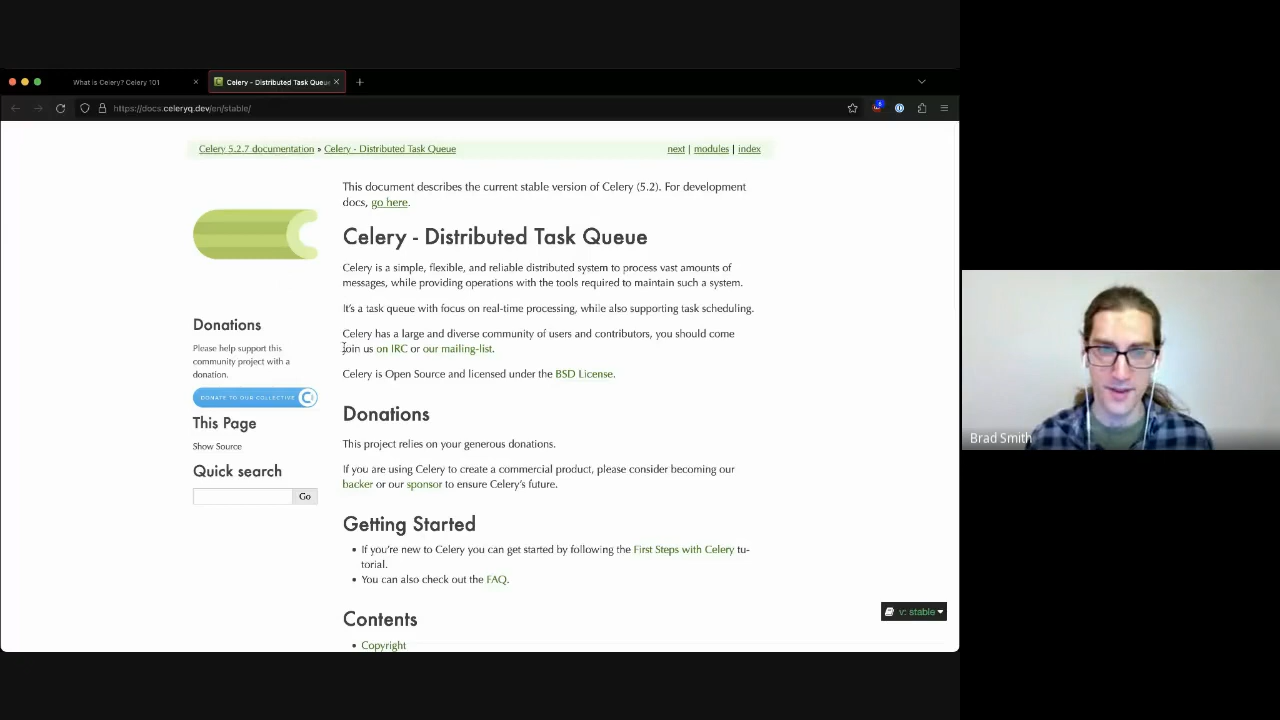 What is Celery? Celery 101
Celery - Distributed Task Queue
https://docs.celeryq.dev/en/stable/
Celery 5.2.7 documentation » Celery - Distributed Task Queue
next | modules | index
This document describes the current stable version of Celery (5.2). For development
docs, go here.
Celery - Distributed Task Queue
Celery is a simple, flexible, and reliable distributed system to process vast amounts of
messages, while providing operations with the tools required to maintain such a system.
It's a task queue with focus on real-time processing, while also supporting task scheduling.
Celery has a large and diverse community of users and contributors, you should come
join us on IRC or our mailing-list.
Celery is Open Source and licensed under the BSD License.
Donations
Please help support this
community project with a
donation.
DONATE TO OUR COLLECTIVE
This Page
Show Source
Quick search
Go
Donations
This project relies on your generous donations.
If you are using Celery to create a commercial product, please consider becoming our
backer or our sponsor to ensure Celery's future.
Getting Started
• If you're new to Celery you can get started by following the First Steps with Celery tu-
torial.
• You can also check out the FAQ.
Contents
• Copyright
v: stable
Brad Smith